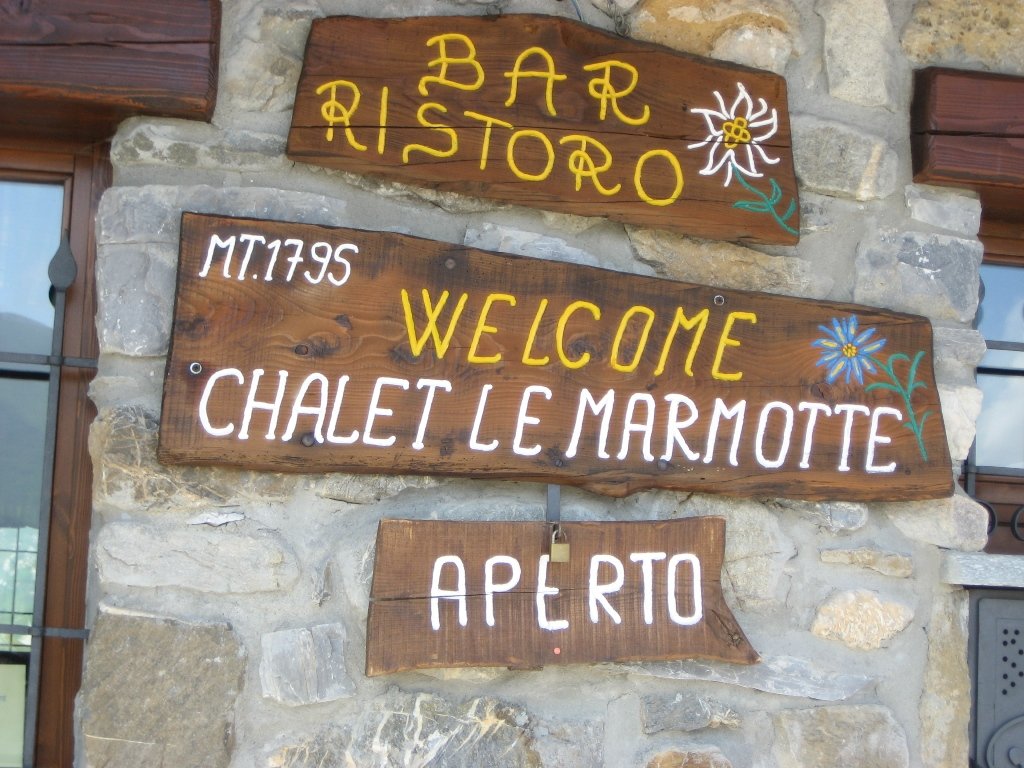 BAR
RISTORO
MT.1795
WELCOME
CHALET LE MARMOTTE
APERTO